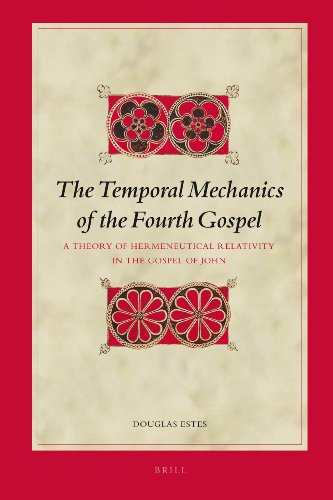 The Temporal Mechanics
of the Fourth Gospel
A THEORY OF HERMENEUTICAL RELATIVITY
IN THE GOSPEL OF JOHN
DOUGLAS ESTES
BRILL